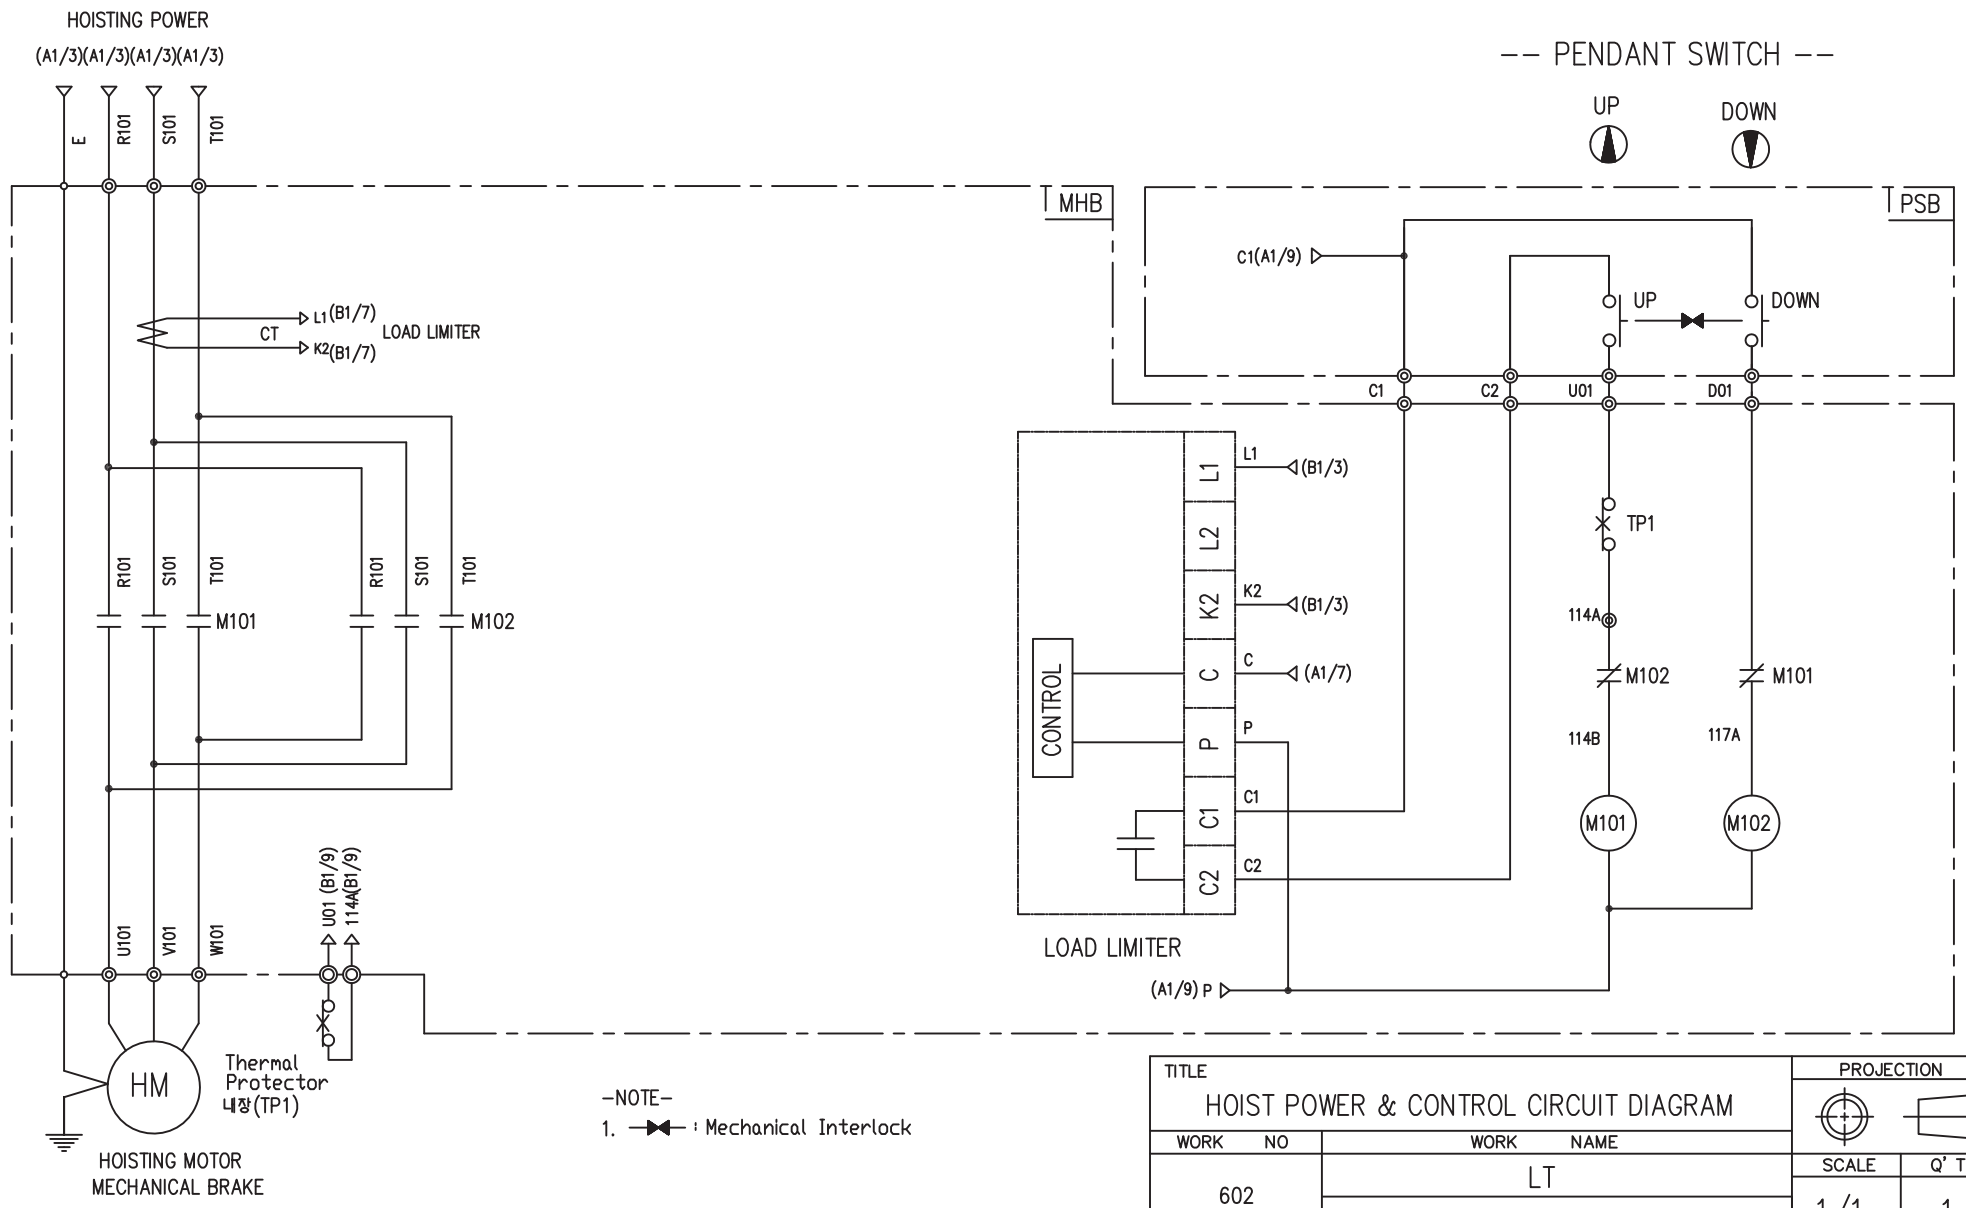 HOISTING POWER
(A1/3)(A1/3)(A1/3)(A1/3)
E
R101
S101
T101
-- PENDANT SWITCH --
UP
DOWN
MHB
PSB
C1(A1/9)
UP
DOWN
L1(B1/7)
CT
LOAD LIMITER
K2(B1/7)
C1
C2
U01
D01
R101
S101
T101
M101
R101
S101
T101
M102
L1
L1
(B1/3)
L2
K2
K2
(B1/3)
C
C
(A1/7)
P
P
C1
C1
C2
C2
CONTROL
LOAD LIMITER
TP1
114A
M102
M101
114B
117A
M101
M102
(A1/9) P
U101
V101
W101
U01 (B1/9)
114A(B1/9)
HM
Thermal
Protector
내장(TP1)
HOISTING MOTOR
MECHANICAL BRAKE
-NOTE-
1. : Mechanical Interlock
TITLE
HOIST POWER & CONTROL CIRCUIT DIAGRAM
PROJECTION
WORK NO
WORK NAME
602
LT
SCALE
Q' T
1 /1
1